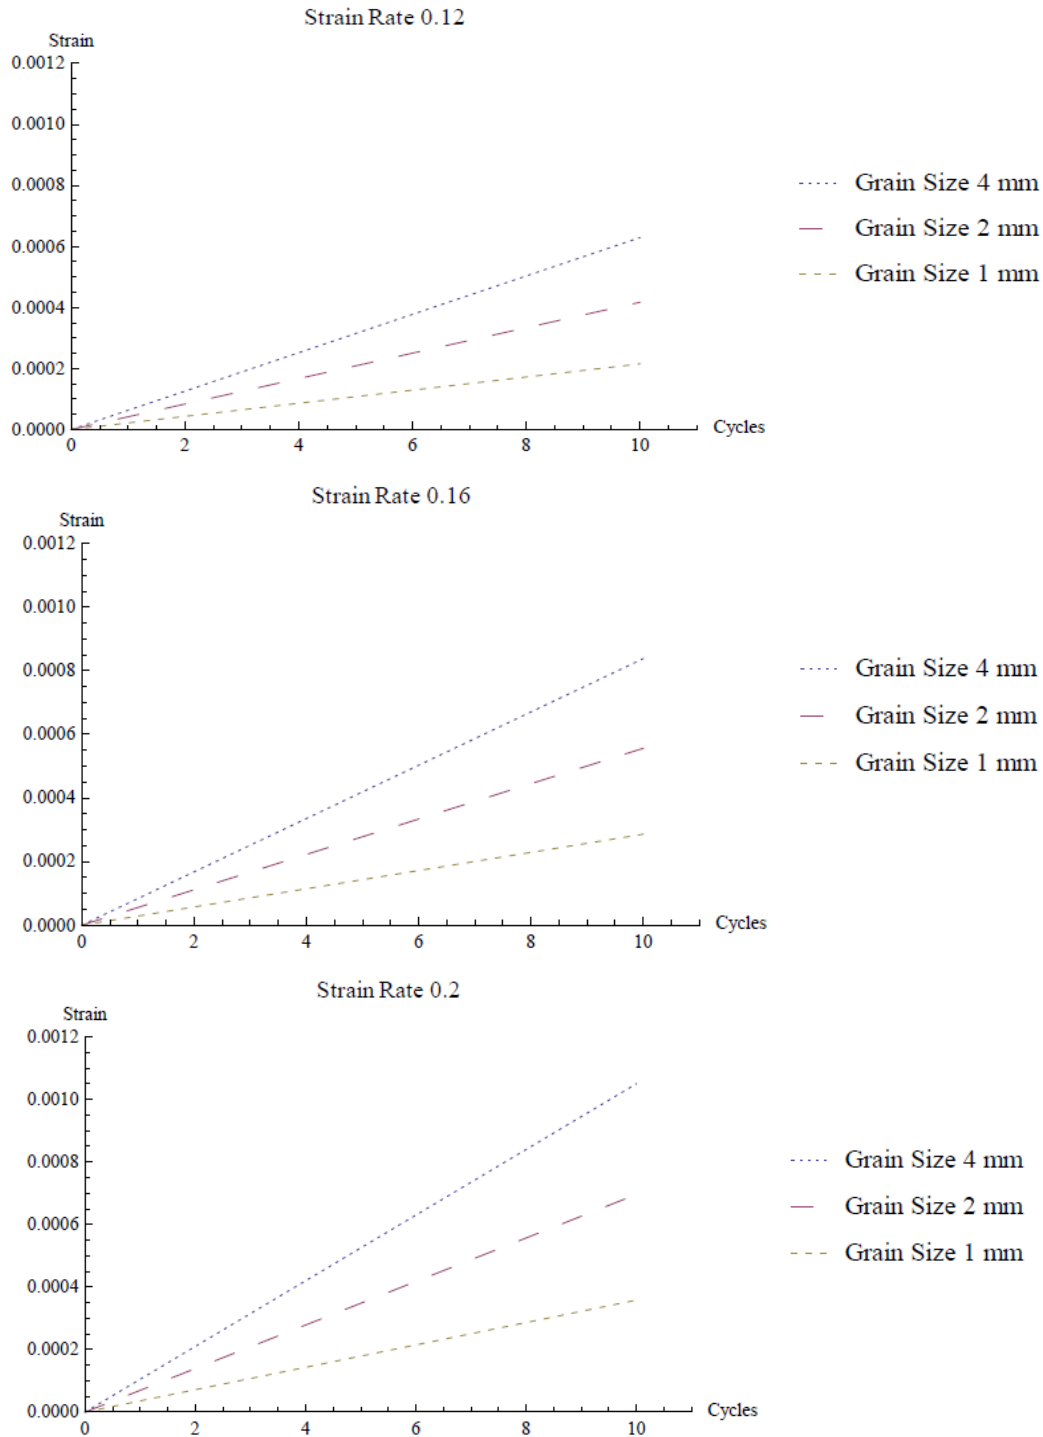 Strain Rate 0.12
Strain
0.0012
0.0010
0.0008
0.0006
0.0004
0.0002
0.0000
0 2 4 6 8 10
Cycles
Grain Size 4 mm
Grain Size 2 mm
Grain Size 1 mm
Strain Rate 0.16
Strain
0.0012
0.0010
0.0008
0.0006
0.0004
0.0002
0.0000
0 2 4 6 8 10
Cycles
Grain Size 4 mm
Grain Size 2 mm
Grain Size 1 mm
Strain Rate 0.2
Strain
0.0012
0.0010
0.0008
0.0006
0.0004
0.0002
0.0000
0 2 4 6 8 10
Cycles
Grain Size 4 mm
Grain Size 2 mm
Grain Size 1 mm